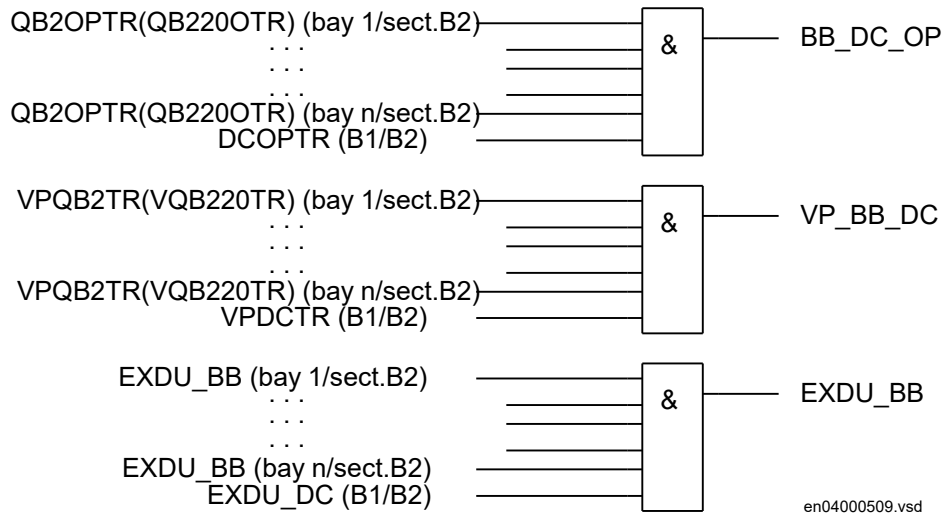 QB2OPTR(QB220OTR) (bay 1/sect.B2)
. . .
. . .
. . .
QB2OPTR(QB220OTR) (bay n/sect.B2)
DCOPTR (B1/B2)
&
BB_DC_OP
VPQB2TR(VQB220TR) (bay 1/sect.B2)
. . .
. . .
. . .
VPQB2TR(VQB220TR) (bay n/sect.B2)
VPDCTR (B1/B2)
&
VP_BB_DC
EXDU_BB (bay 1/sect.B2)
. . .
. . .
. . .
EXDU_BB (bay n/sect.B2)
EXDU_DC (B1/B2)
&
EXDU_BB
en04000509.vsd